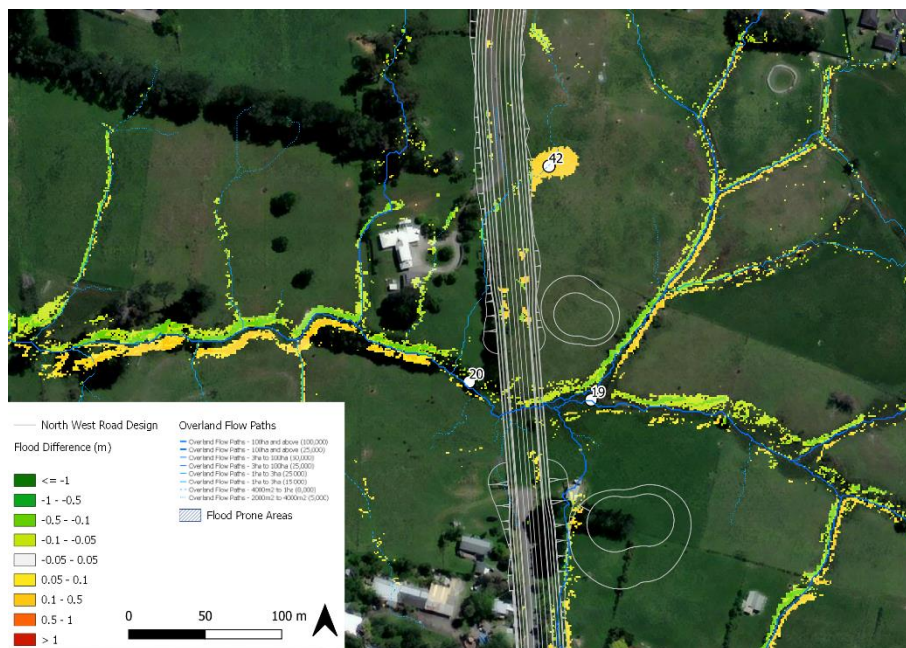 42
20
19
North West Road Design
Flood Difference (m)
<= -1
-1 - -0.5
-0.5 - -0.1
-0.1 - -0.05
-0.05 - 0.05
0.05 - 0.1
0.1 - 0.5
0.5 - 1
> 1
Overland Flow Paths
Overland Flow Paths - 100ha and above (100,000)
Overland Flow Paths - 100ha and above (25,000)
Overland Flow Paths - 3ha to 100ha (50,000)
Overland Flow Paths - 3ha to 100ha (25,000)
Overland Flow Paths - 1ha to 3ha (25 000)
Overland Flow Paths - 1ha to 3ha (15 000)
Overland Flow Paths - 4000m2 to 1ha (8,000)
Overland Flow Paths - 2000m2 to 4000m2 (5,000)
Flood Prone Areas
0 50 100 m